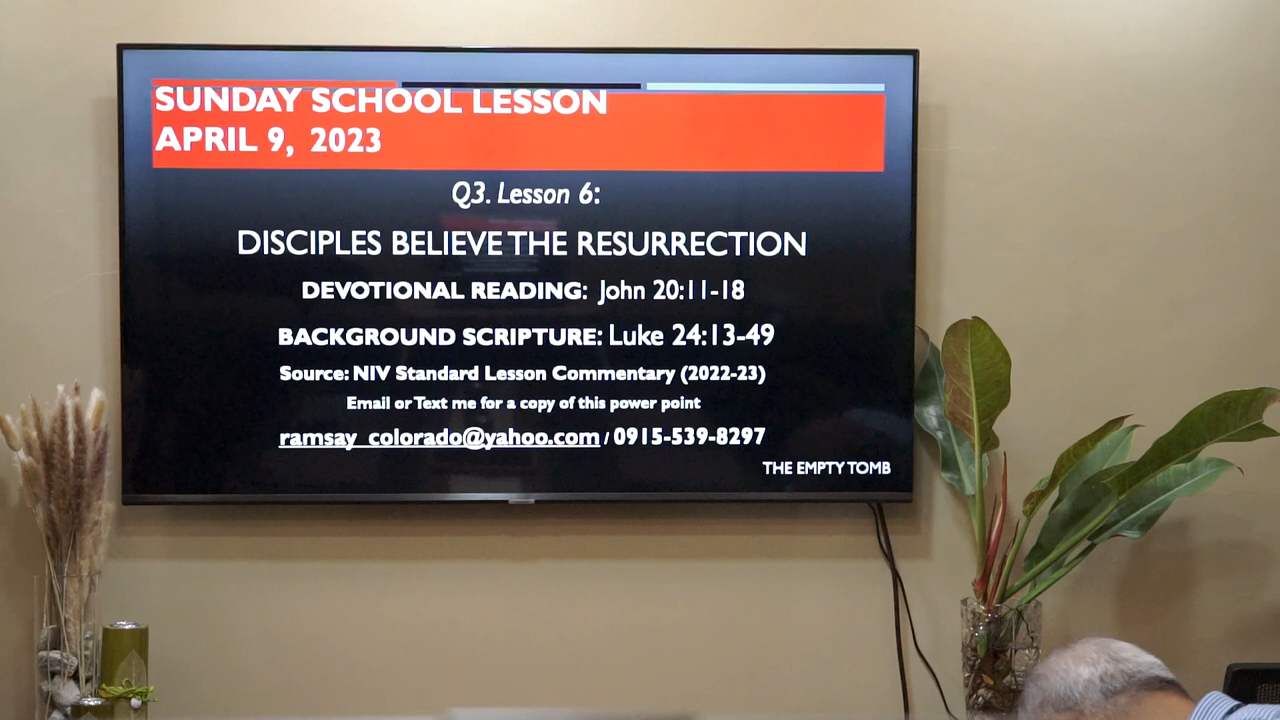 SUNDAY SCHOOL LESSON
APRIL 9, 2023
Q3. Lesson 6:
DISCIPLES BELIEVE THE RESURRECTION
DEVOTIONAL READING: John 20:11-18
BACKGROUND SCRIPTURE: Luke 24:13-49
Source: NIV Standard Lesson Commentary (2022-23)
Email or Text me for a copy of this power point
ramsay_colorado@yahoo.com / 0915-539-8297
THE EMPTY TOMB